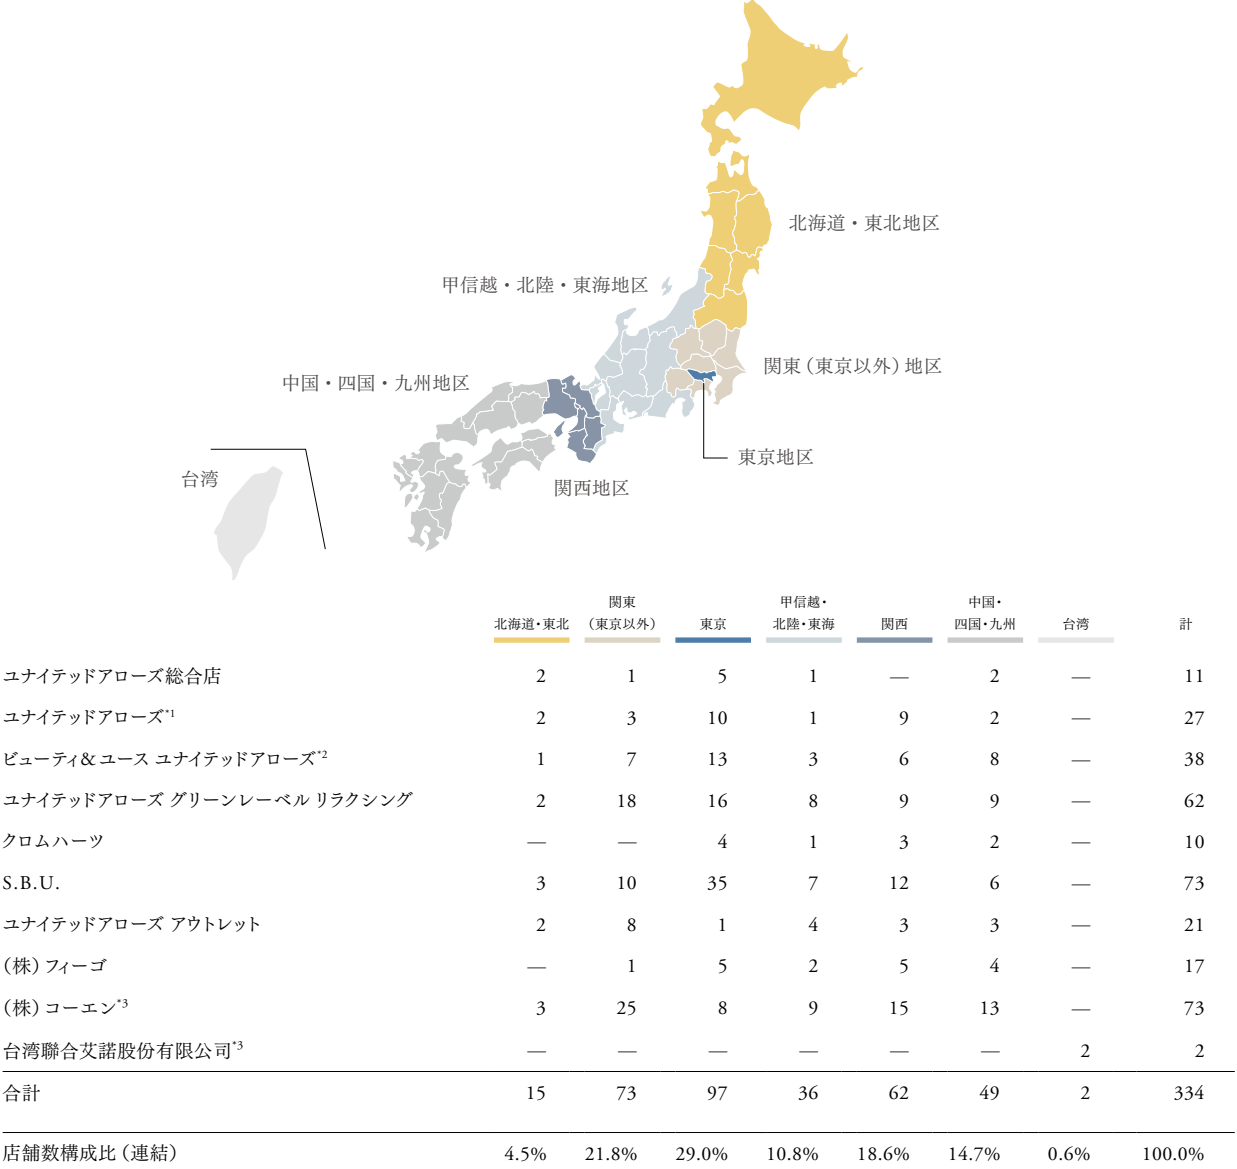 北海道・東北地区
甲信越・北陸・東海地区
関東（東京以外）地区
中国・四国・九州地区
東京地区
台湾
関西地区
北海道・東北 関東（東京以外） 東京 甲信越・北陸・東海 関西 中国・四国・九州 台湾 計
ユナイテッドアローズ総合店 2 1 5 1 — 2 — 11
ユナイテッドアローズ*1 2 3 10 1 9 2 — 27
ビューティ&ユース ユナイテッドアローズ*2 1 7 13 3 6 8 — 38
ユナイテッドアローズ グリーンレーベル リラクシング 2 18 16 8 9 9 — 62
クロムハーツ — — 4 1 3 2 — 10
S.B.U. 3 10 35 7 12 6 — 73
ユナイテッドアローズ アウトレット 2 8 1 4 3 3 — 21
（株）フィーゴ — 1 5 2 5 4 — 17
（株）コーエン*3 3 25 8 9 15 13 — 73
台湾聯合艾諾股份有限公司*3 — — — — — — 2 2
合計 15 73 97 36 62 49 2 334
店舗数構成比（連結） 4.5% 21.8% 29.0% 10.8% 18.6% 14.7% 0.6% 100.0%